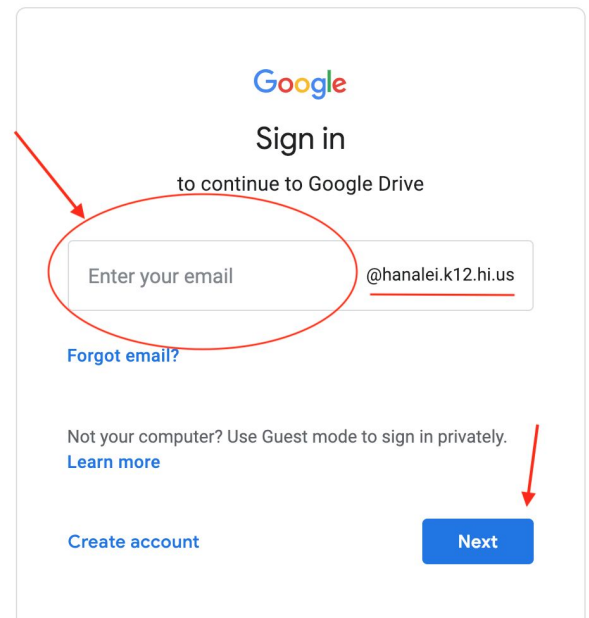 Google
Sign in
to continue to Google Drive
Enter your email @hanalei.k12.hi.us
Forgot email?
Not your computer? Use Guest mode to sign in privately.
Learn more
Create account Next